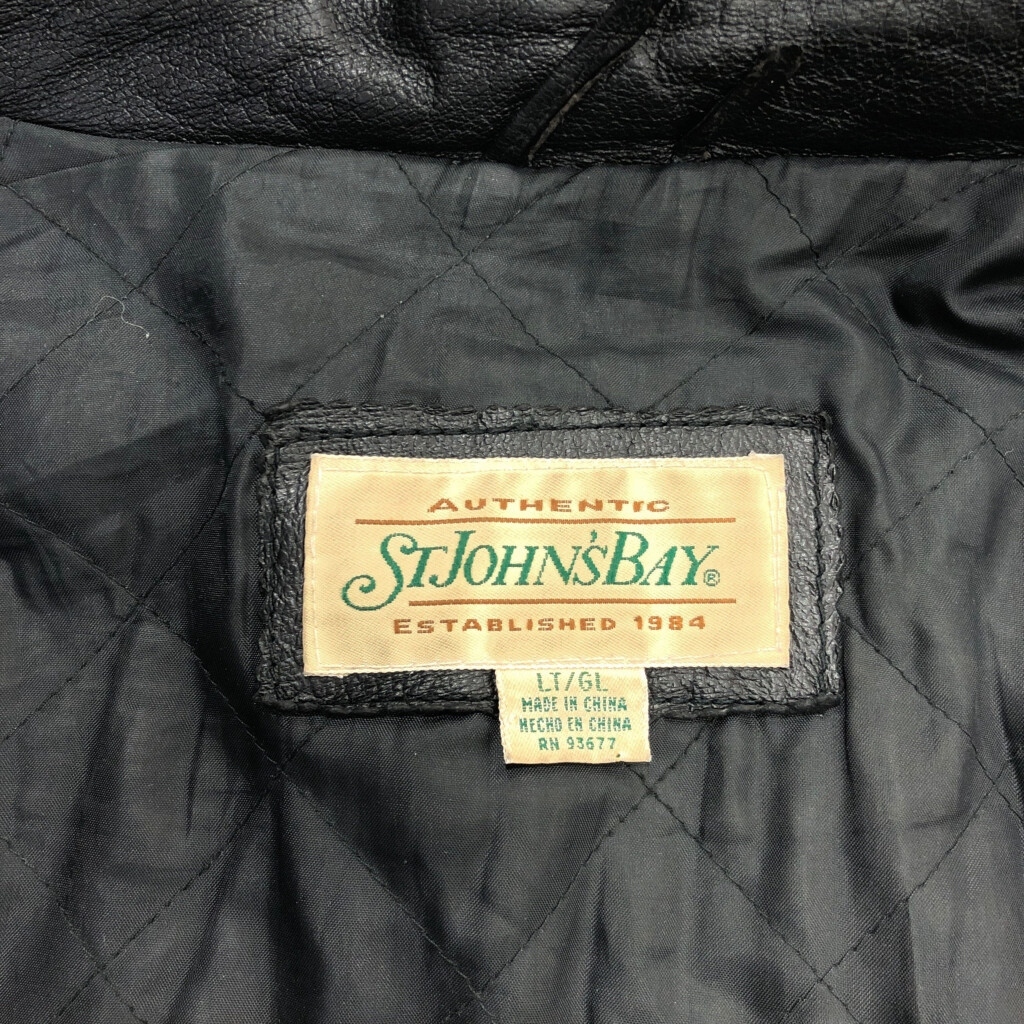 AUTHENTIC
ST JOHN'S BAY®
ESTABLISHED 1984
LT/GL
MADE IN CHINA
HECHO EN CHINA
RN 93677